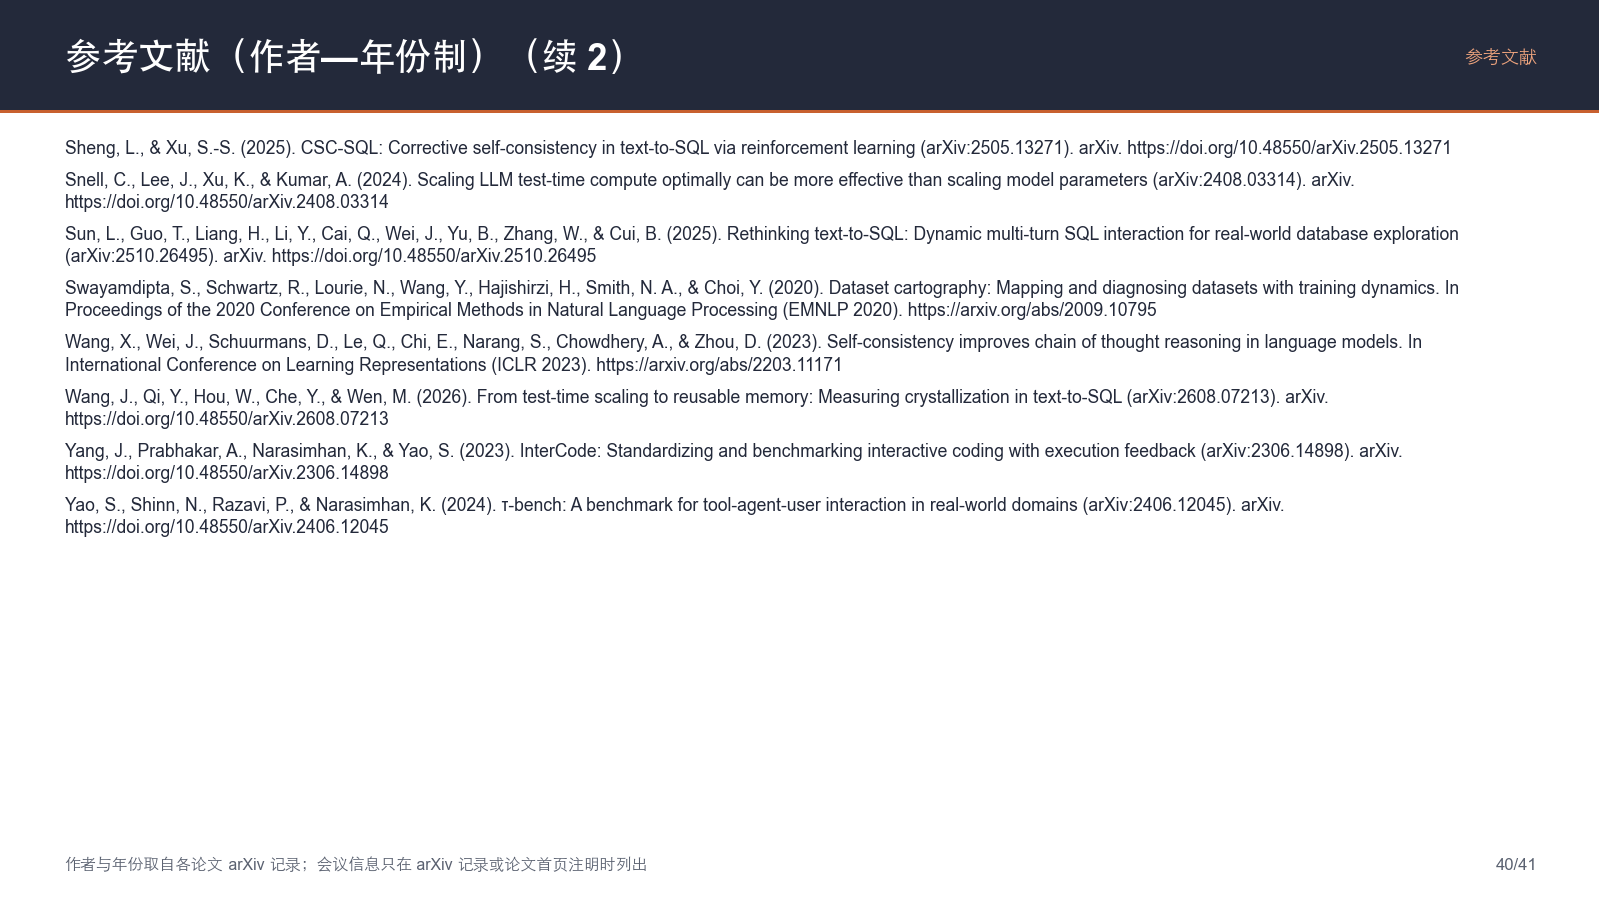 参考文献（作者—年份制）（续 2）
参考文献
Sheng, L., & Xu, S.-S. (2025). CSC-SQL: Corrective self-consistency in text-to-SQL via reinforcement learning (arXiv:2505.13271). arXiv. https://doi.org/10.48550/arXiv.2505.13271
Snell, C., Lee, J., Xu, K., & Kumar, A. (2024). Scaling LLM test-time compute optimally can be more effective than scaling model parameters (arXiv:2408.03314). arXiv.
https://doi.org/10.48550/arXiv.2408.03314
Sun, L., Guo, T., Liang, H., Li, Y., Cai, Q., Wei, J., Yu, B., Zhang, W., & Cui, B. (2025). Rethinking text-to-SQL: Dynamic multi-turn SQL interaction for real-world database exploration
(arXiv:2510.26495). arXiv. https://doi.org/10.48550/arXiv.2510.26495
Swayamdipta, S., Schwartz, R., Lourie, N., Wang, Y., Hajishirzi, H., Smith, N. A., & Choi, Y. (2020). Dataset cartography: Mapping and diagnosing datasets with training dynamics. In
Proceedings of the 2020 Conference on Empirical Methods in Natural Language Processing (EMNLP 2020). https://arxiv.org/abs/2009.10795
Wang, X., Wei, J., Schuurmans, D., Le, Q., Chi, E., Narang, S., Chowdhery, A., & Zhou, D. (2023). Self-consistency improves chain of thought reasoning in language models. In
International Conference on Learning Representations (ICLR 2023). https://arxiv.org/abs/2203.11171
Wang, J., Qi, Y., Hou, W., Che, Y., & Wen, M. (2026). From test-time scaling to reusable memory: Measuring crystallization in text-to-SQL (arXiv:2608.07213). arXiv.
https://doi.org/10.48550/arXiv.2608.07213
Yang, J., Prabhakar, A., Narasimhan, K., & Yao, S. (2023). InterCode: Standardizing and benchmarking interactive coding with execution feedback (arXiv:2306.14898). arXiv.
https://doi.org/10.48550/arXiv.2306.14898
Yao, S., Shinn, N., Razavi, P., & Narasimhan, K. (2024). τ-bench: A benchmark for tool-agent-user interaction in real-world domains (arXiv:2406.12045). arXiv.
https://doi.org/10.48550/arXiv.2406.12045
作者与年份取自各论文 arXiv 记录；会议信息只在 arXiv 记录或论文首页注明时列出
40/41